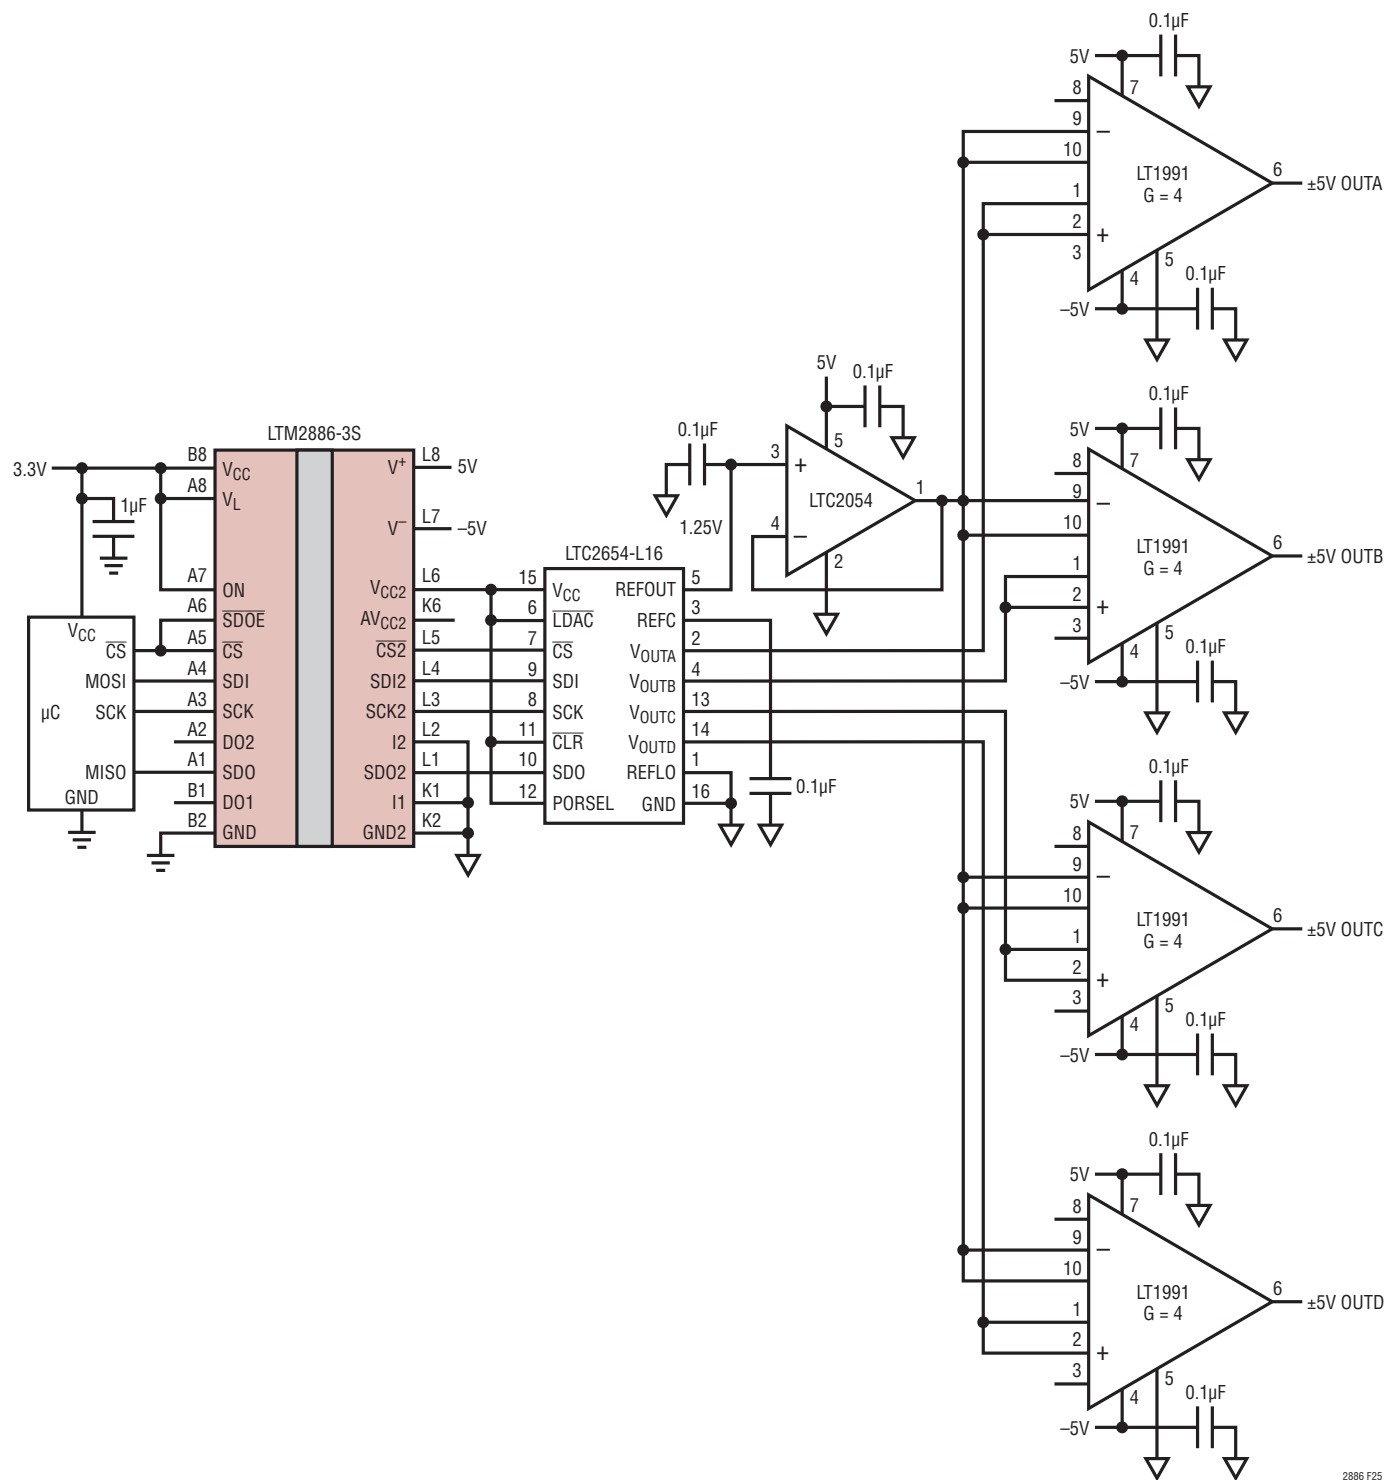 0.1µF
5V
7
8
9
–
10
LT1991
G = 4
1
2
+
3
6
±5V OUTA
5
4
0.1µF
–5V
5V
0.1µF
5
0.1µF
3
+
LTC2054
1
4
–
2
1.25V
0.1µF
5V
7
8
9
–
10
LT1991
G = 4
1
2
+
3
6
±5V OUTB
5
4
0.1µF
–5V
LTM2886-3S
3.3V
1µF
B8
VCC
A8
VL
A7
ON
A6
SDOE
A5
CS
A4
SDI
A3
SCK
A2
DO2
A1
SDO
B1
DO1
B2
GND
VCC
CS
MOSI
µC
SCK
MISO
GND
V+
L8
5V
V–
L7
–5V
VCC2
L6
AVCC2
K6
CS2
L5
SDI2
L4
SCK2
L3
I2
L2
SDO2
L1
I1
K1
GND2
K2
LTC2654-L16
15
VCC
6
LDAC
7
CS
9
SDI
8
SCK
11
CLR
10
SDO
12
PORSEL
REFOUT
5
REFC
3
VOUTA
2
VOUTB
4
VOUTC
13
VOUTD
14
REFLO
1
GND
16
0.1µF
0.1µF
5V
7
8
9
–
10
LT1991
G = 4
1
2
+
3
6
±5V OUTC
5
4
0.1µF
–5V
0.1µF
5V
7
8
9
–
10
LT1991
G = 4
1
2
+
3
6
±5V OUTD
5
4
0.1µF
–5V
2886 F25